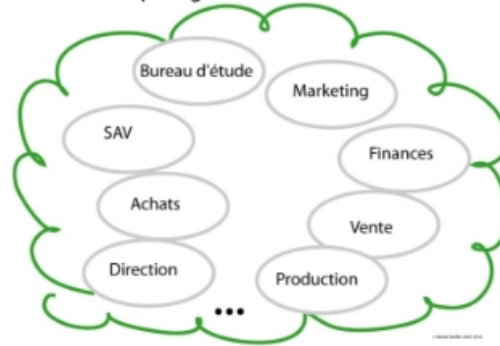 Bureau d'étude
Marketing
SAV
Finances
Achats
Vente
Direction
Production
...